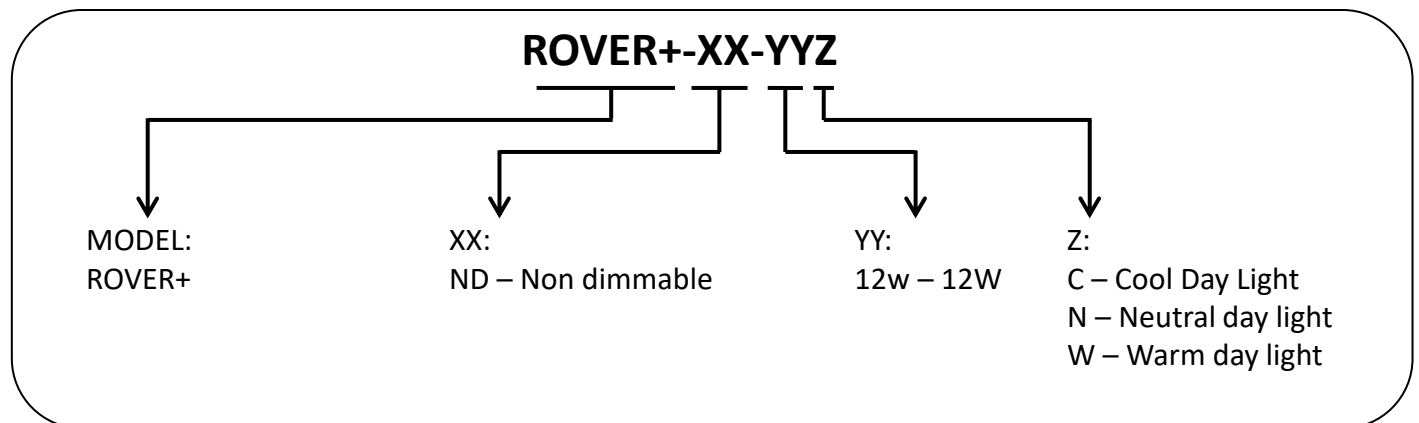 ROVER+-XX-YYZ
MODEL:
ROVER+
XX:
ND – Non dimmable
YY:
12w – 12W
Z:
C – Cool Day Light
N – Neutral day light
W – Warm day light